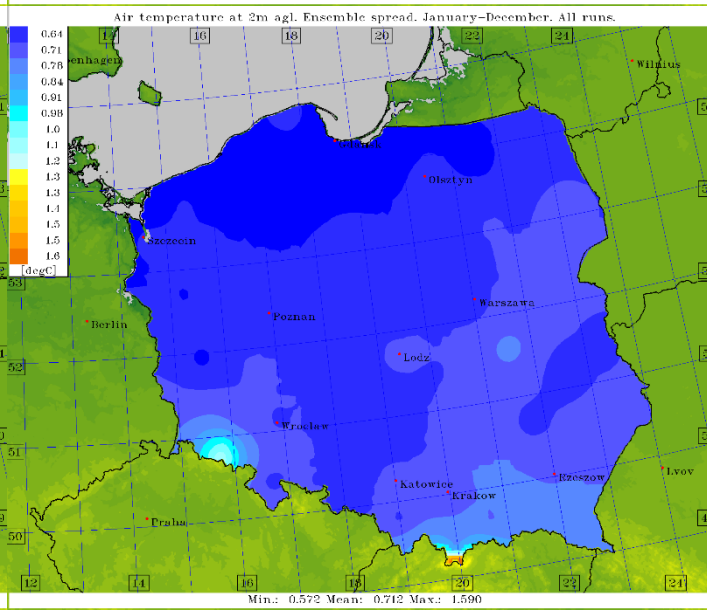 Air temperature at 2m agl. Ensemble spread. January-December. All runs.
14 16 18 20 22 24
0.64
0.71
0.78
0.84
0.91
0.98
1.0
1.1
1.2
1.3
1.3
1.4
1.5
1.5
1.6
[degC]
penhagen
Wilnius
Gdansk
Olsztyn
Szczecin
53
Warszawa
Poznan
Berlin
Lodz
52
Wroclaw
51
Lvov
Rzeszow
Katowice
Krakow
Praha
50
12 14 16 18 20 22 24
Min.: 0.572 Mean: 0.712 Max.: 1.590